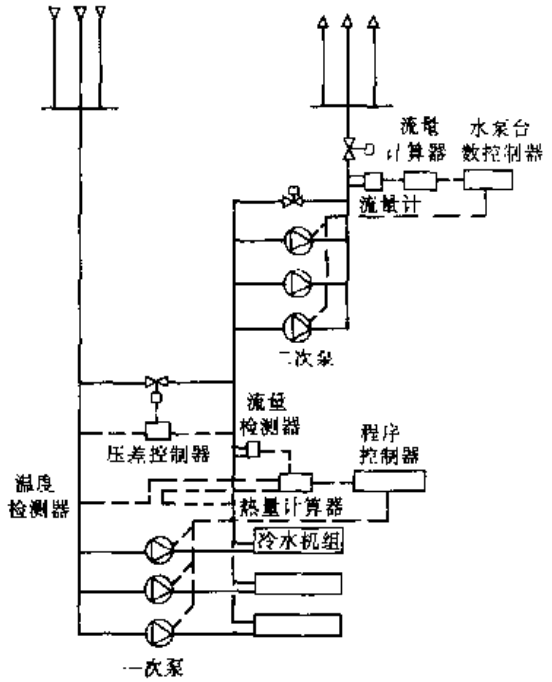 流量
计算器
水泵台
数控制器
流量计
二次泵
流量
检测器
程序
控制器
压差控制器
温度
检测器
热量计算器
冷水机组
一次泵